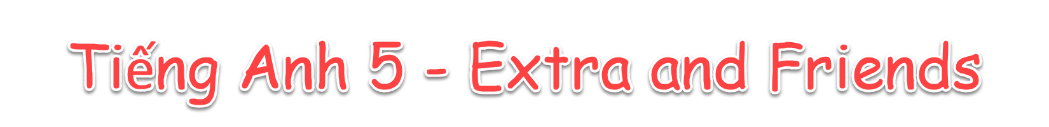 Tiếng Anh 5 - Extra and Friends